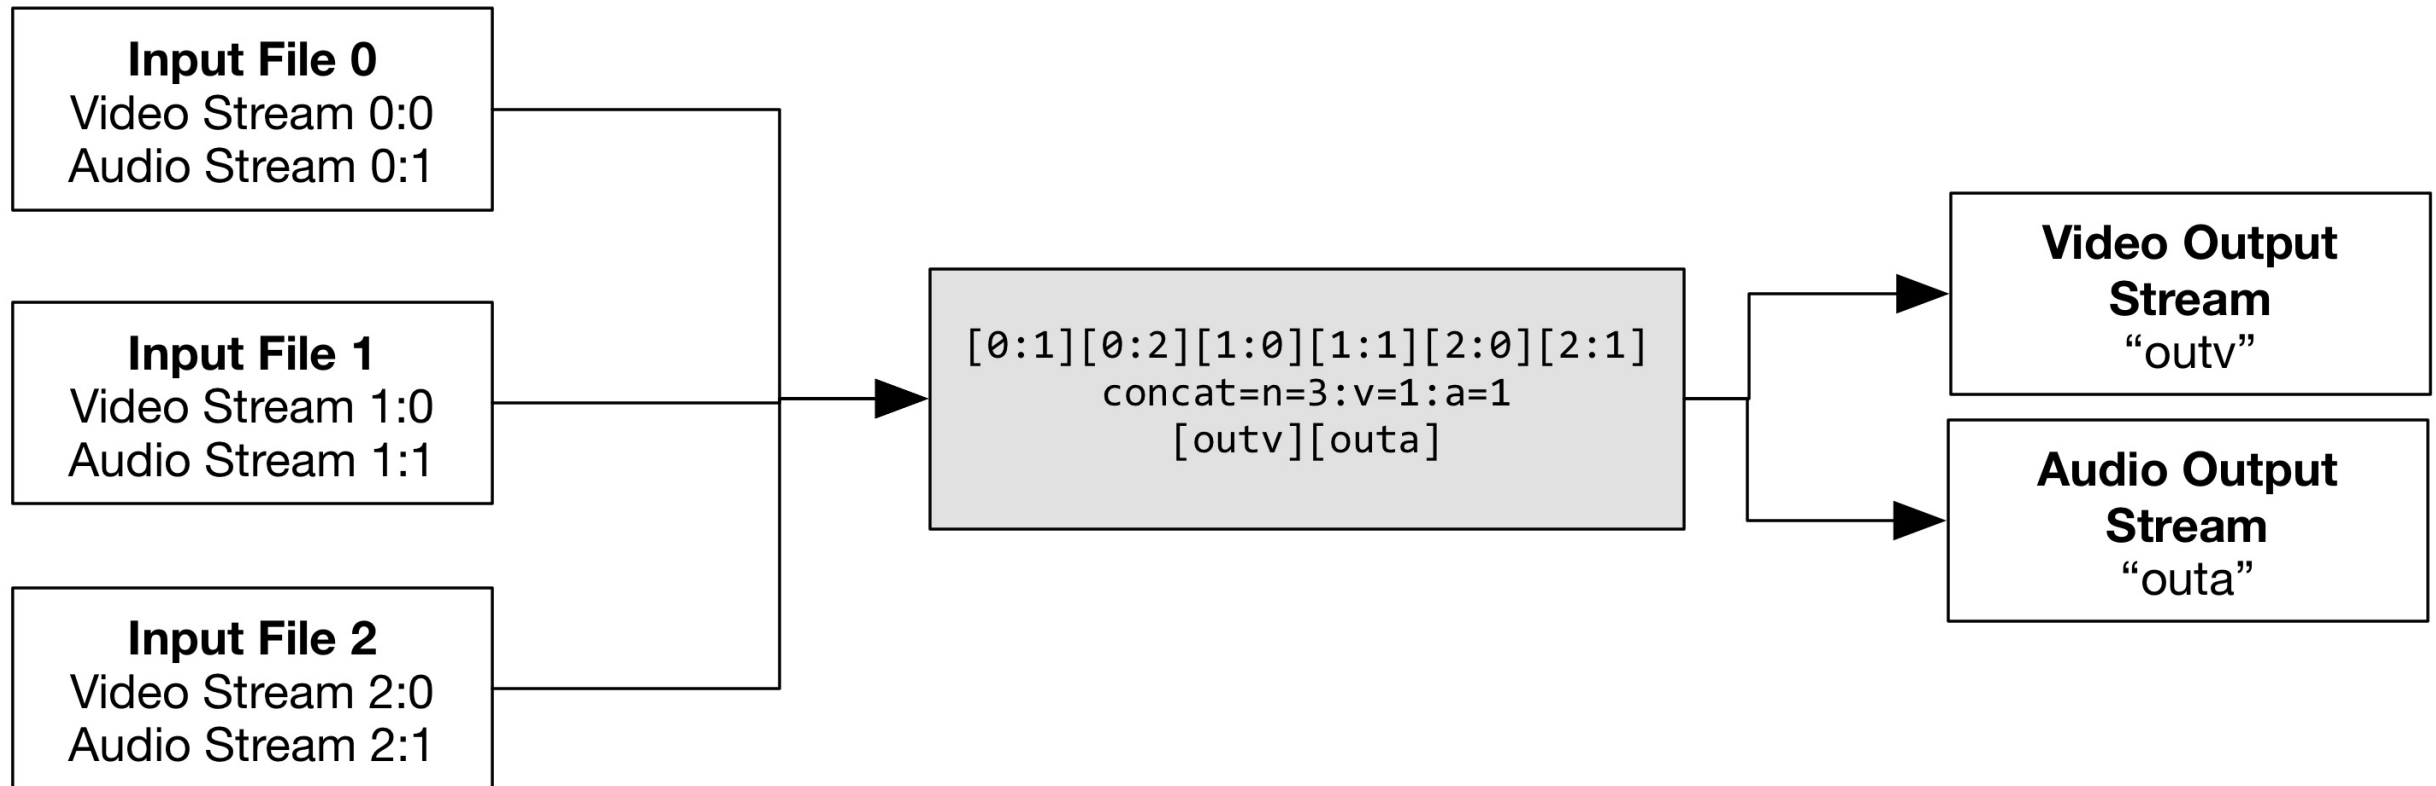 Input File 0
Video Stream 0:0
Audio Stream 0:1
Input File 1
Video Stream 1:0
Audio Stream 1:1
Input File 2
Video Stream 2:0
Audio Stream 2:1
[0:1][0:2][1:0][1:1][2:0][2:1]
concat=n=3:v=1:a=1
[outv][outa]
Video Output
Stream
“outv”
Audio Output
Stream
“outa”